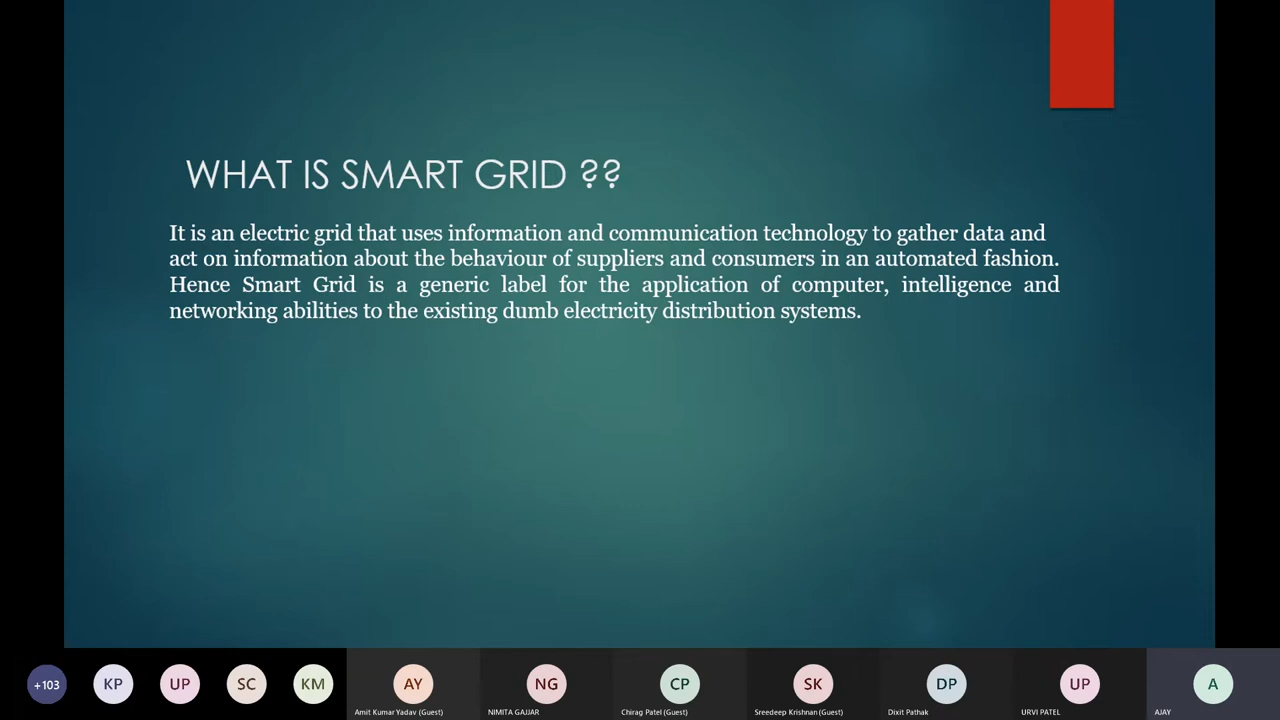 WHAT IS SMART GRID ??
It is an electric grid that uses information and communication technology to gather data and
act on information about the behaviour of suppliers and consumers in an automated fashion.
Hence Smart Grid is a generic label for the application of computer, intelligence and
networking abilities to the existing dumb electricity distribution systems.
+103 KP UP SC KM AY NG CP SK DP UP A
Amit Kumar Yadav (Guest) NIMITA GAJJAR Chirag Patel (Guest) Sreedeep Krishnan (Guest) Dixit Pathak URVI PATEL AJAY